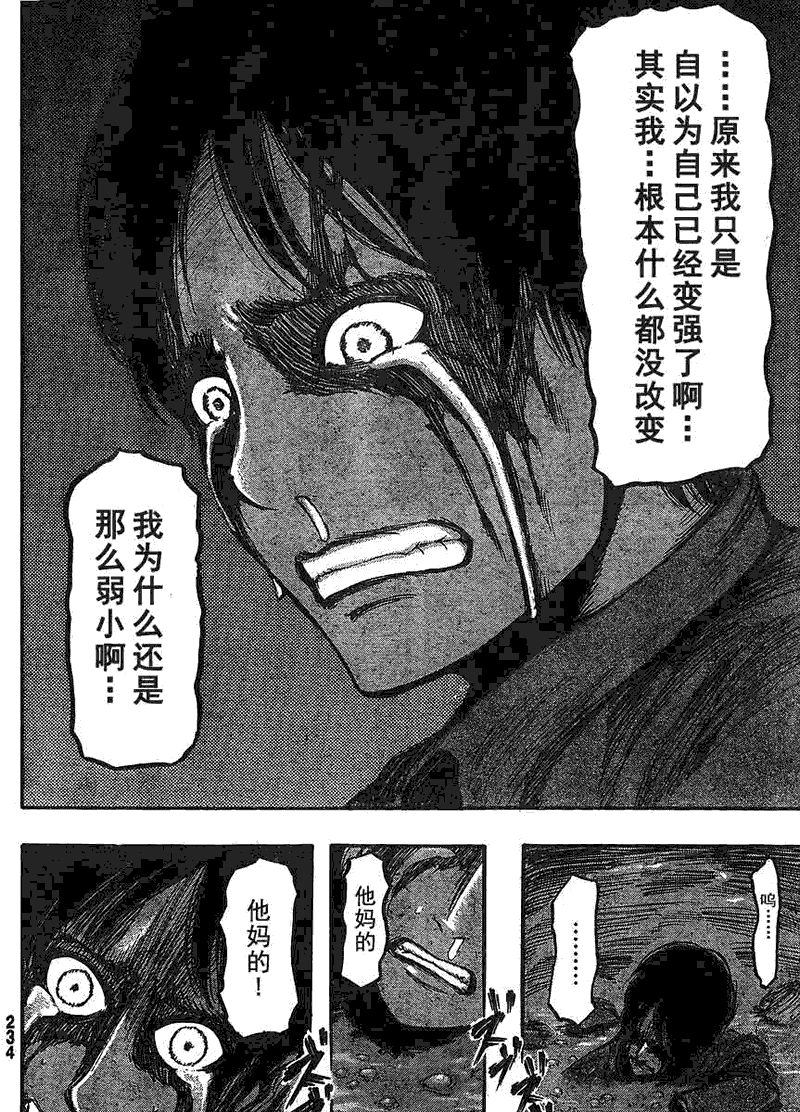 ……原来我只是
自以为自己已经变强了啊…
其实我…根本什么都没改变
我为什么还是
那么弱小啊…
呜……
…………
他妈的
他妈的！
234